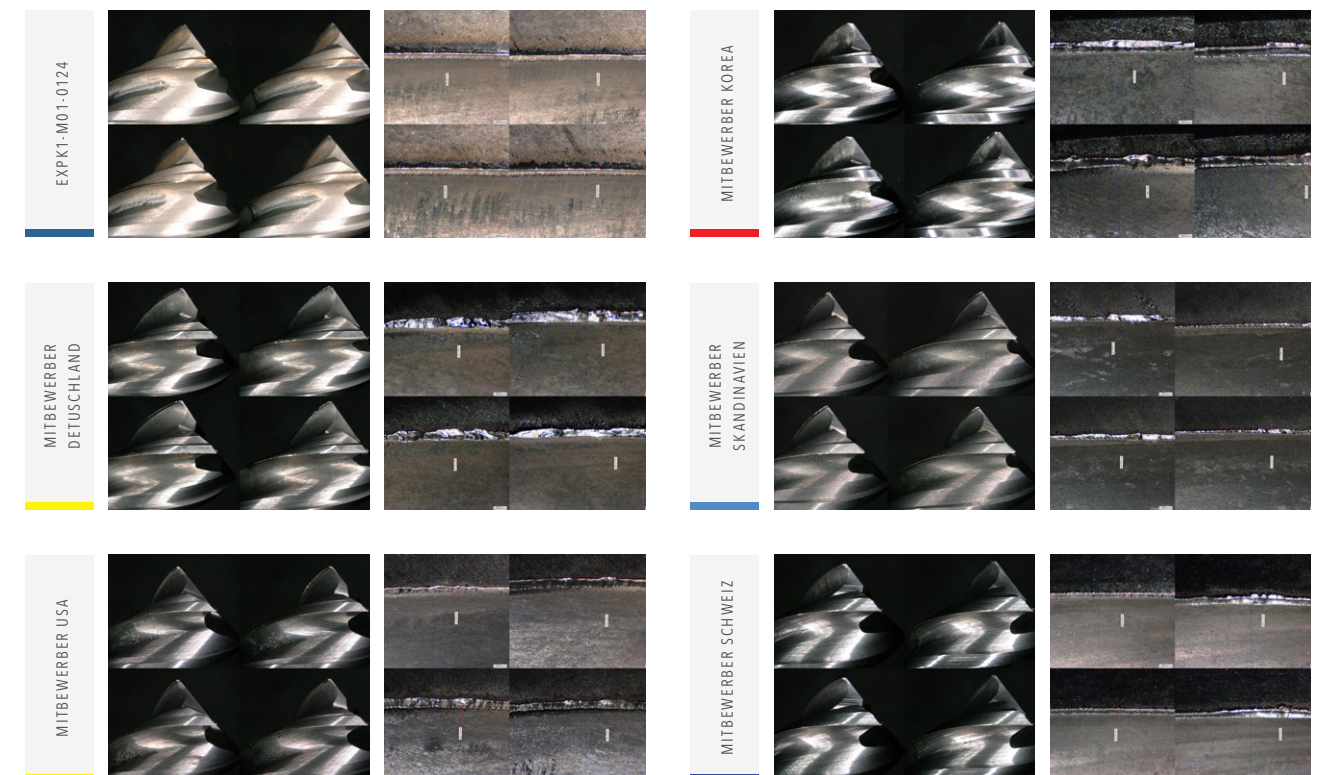 EXPK1-M01-0124
MITBEWERBER KOREA
MITBEWERBER
DETUSCHLAND
MITBEWERBER
SKANDINAVIEN
MITBEWERBER USA
MITBEWERBER SCHWEIZ